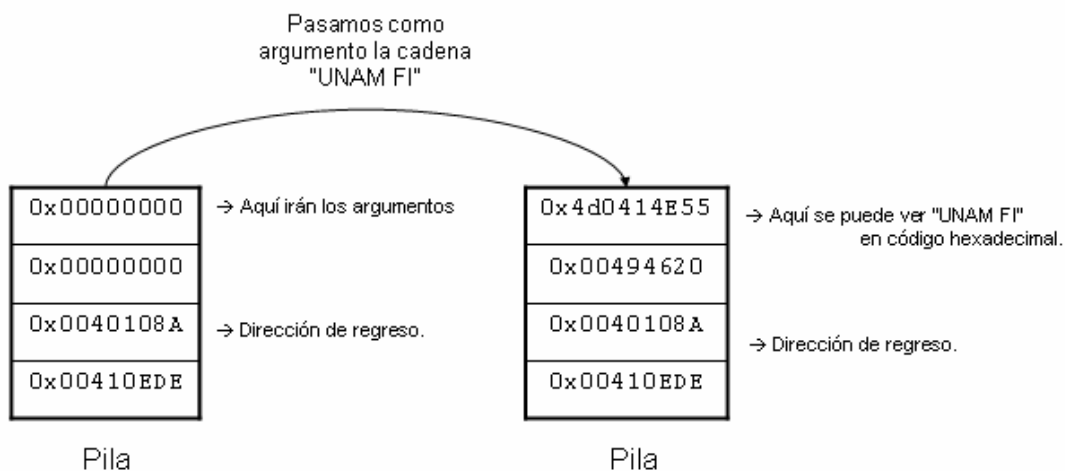 Pasamos como
argumento la cadena
"UNAM FI"
0x00000000
→ Aquí irán los argumentos
0x00000000
0x0040108A
→ Dirección de regreso.
0x00410EDE
Pila
0x4d0414E55
→ Aquí se puede ver "UNAM FI"
en código hexadecimal.
0x00494620
0x0040108A
→ Dirección de regreso.
0x00410EDE
Pila